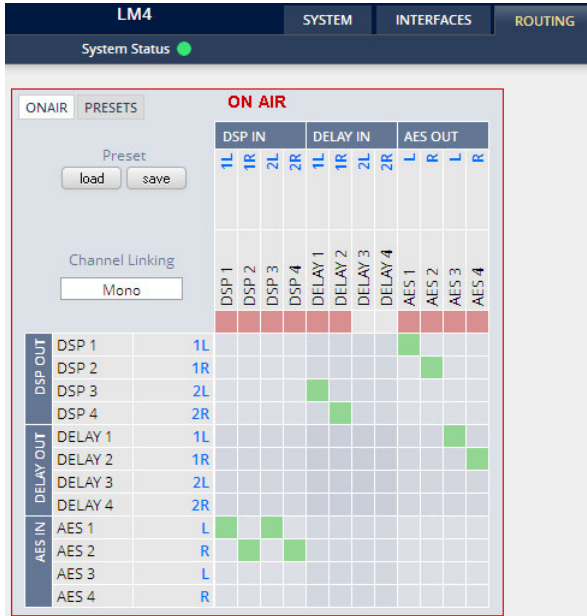 LM4 SYSTEM INTERFACES ROUTING
System Status
ONAIR PRESETS ON AIR
DSP IN DELAY IN AES OUT
1L 1R 2L 2R 1L 1R 2L 2R L R L R
Preset
load save
Channel Linking
Mono
DSP 1 DSP 2 DSP 3 DSP 4 DELAY 1 DELAY 2 DELAY 3 DELAY 4 AES 1 AES 2 AES 3 AES 4
DSP OUT
DSP 1 1L
DSP 2 1R
DSP 3 2L
DSP 4 2R
DELAY OUT
DELAY 1 1L
DELAY 2 1R
DELAY 3 2L
DELAY 4 2R
AES IN
AES 1 L
AES 2 R
AES 3 L
AES 4 R